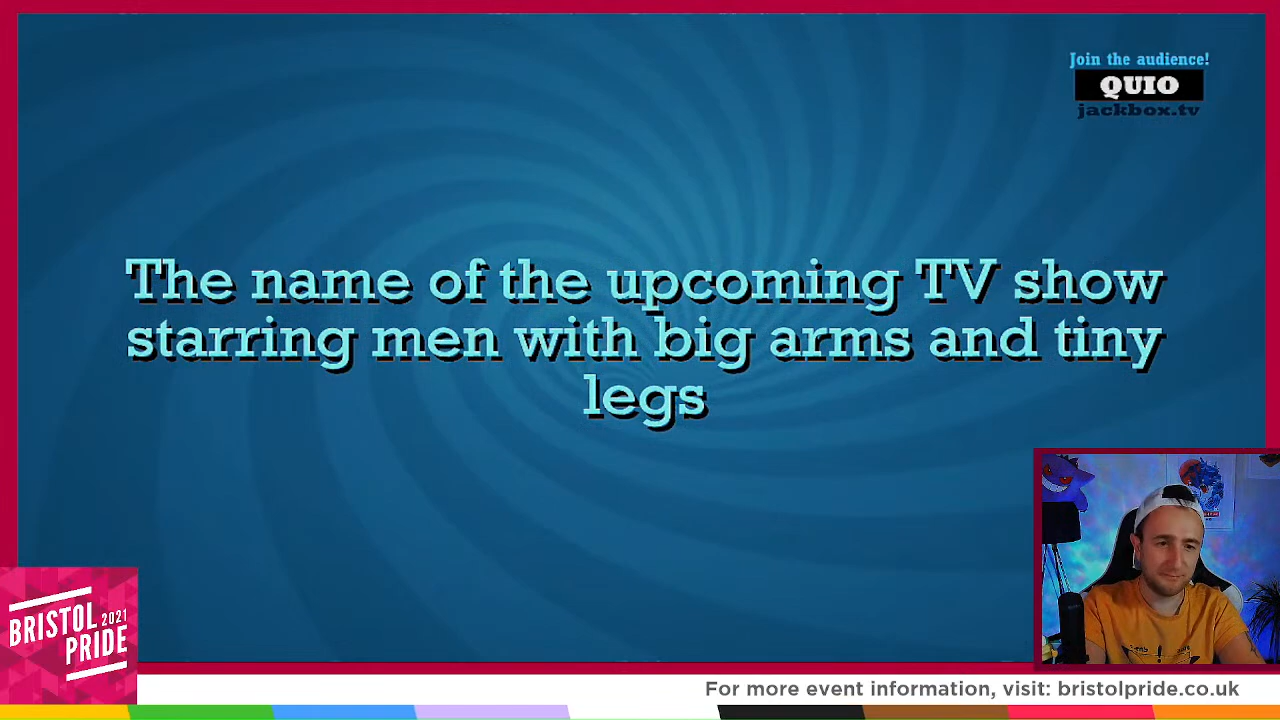 Join the audience!
QUIO
jackbox.tv
The name of the upcoming TV show
starring men with big arms and tiny
legs
BRISTOL 2021
PRIDE
For more event information, visit: bristolpride.co.uk